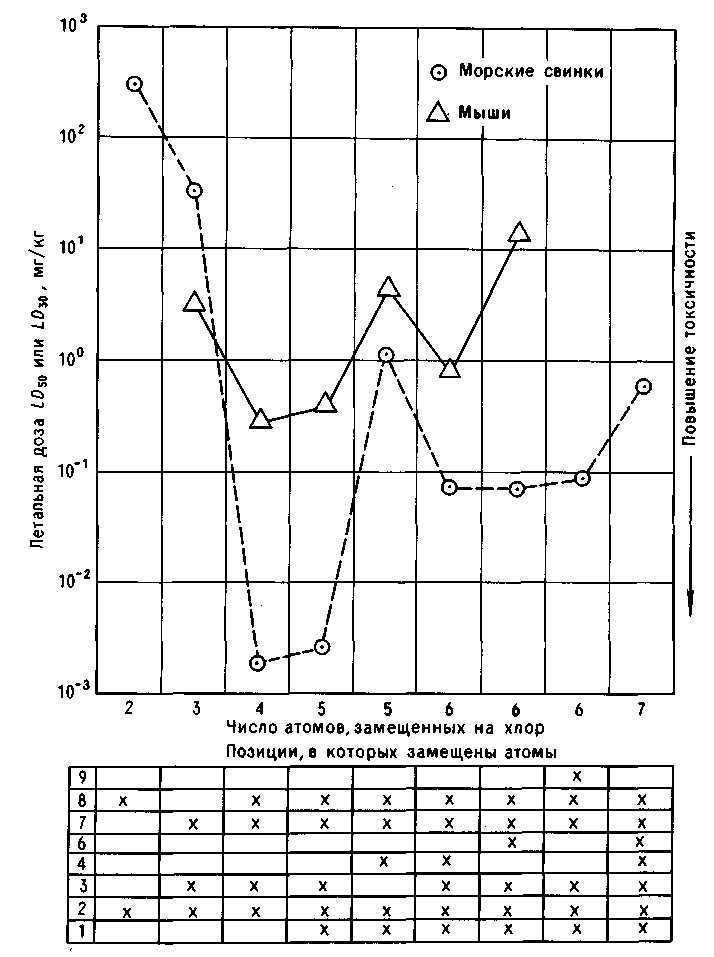 10³
10²
10¹
10⁰
10⁻¹
10⁻²
10⁻³
Летальная доза LD₅₀ или LD₃₀, мг/кг
Морские свинки
Мыши
Повышение токсичности
2 3 4 5 5 6 6 6 7
Число атомов, замещенных на хлор
Позиции, в которых замещены атомы
9 x
8 x x x x x x x x
7 x x x x x x x x
6 x x
4 x x x
3 x x x x x x x
2 x x x x x x x x x
1 x x x x x x